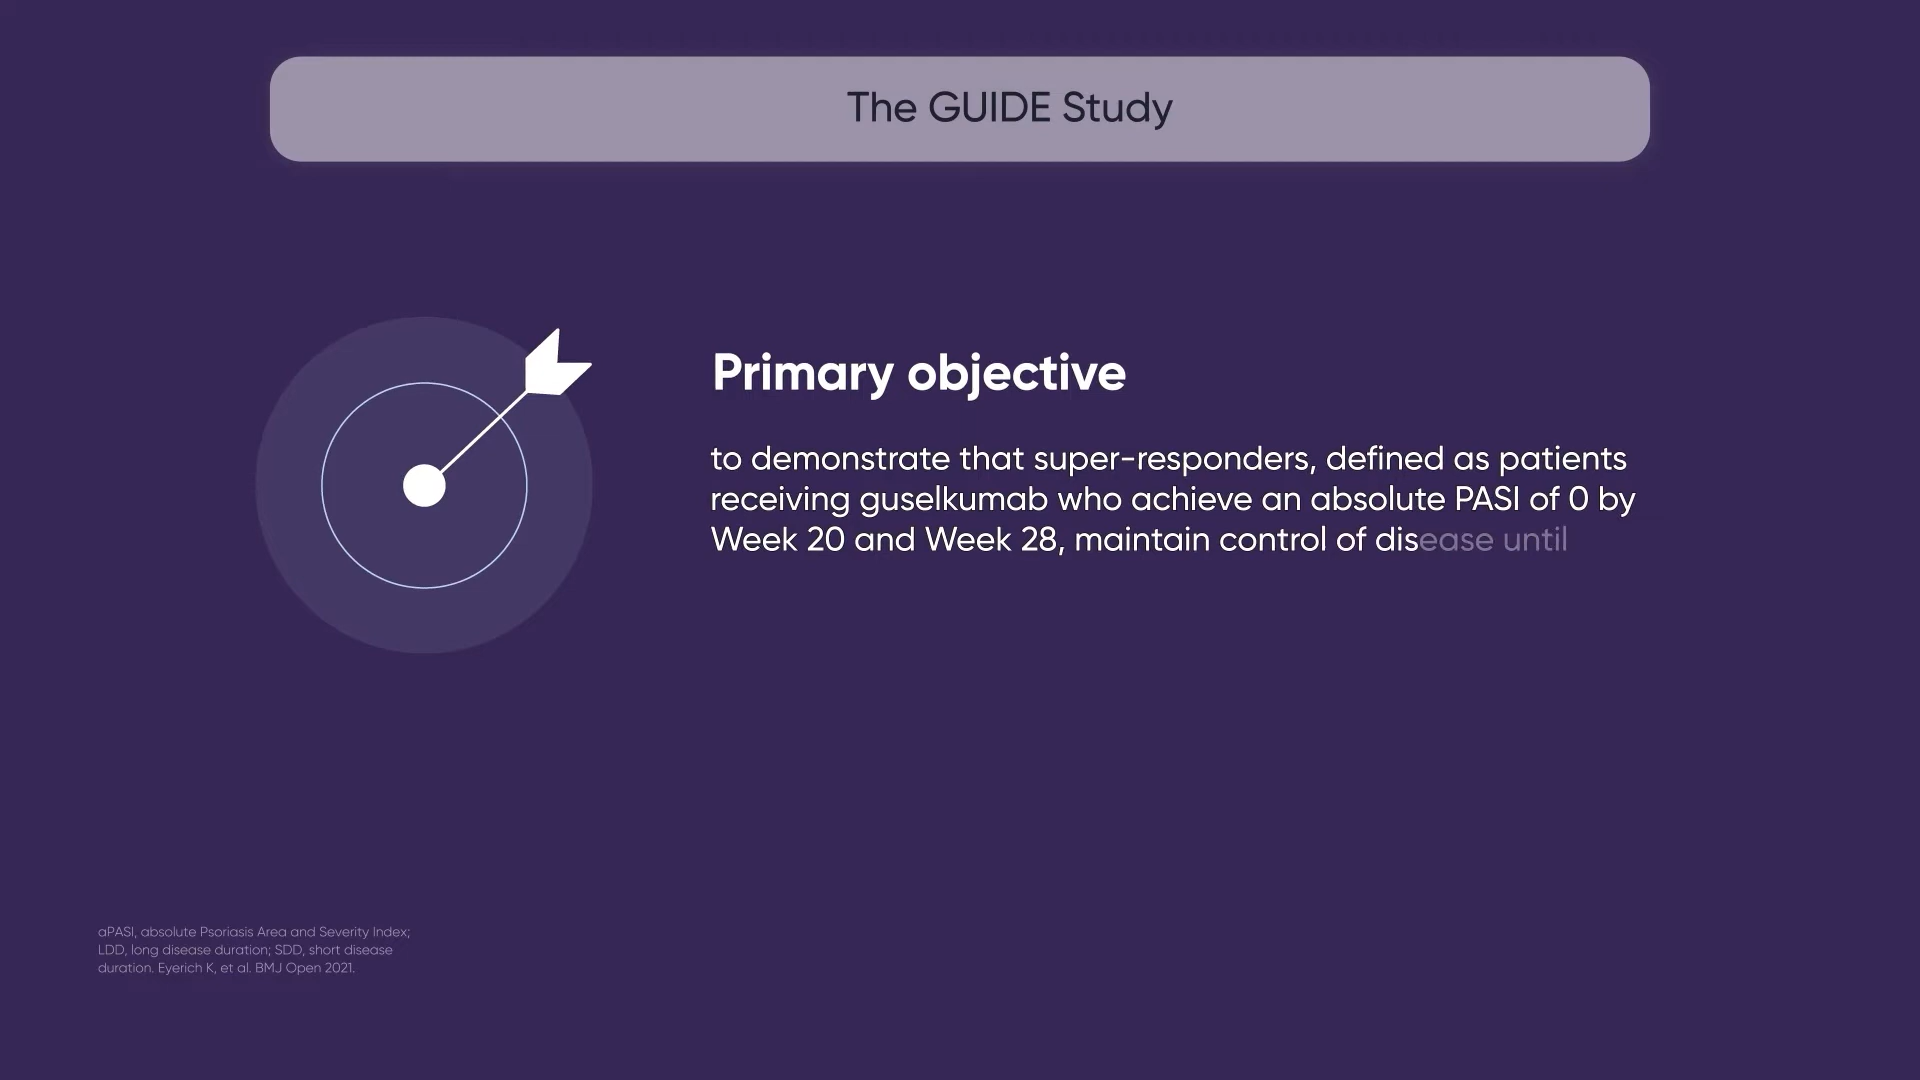 The GUIDE Study
Primary objective
to demonstrate that super-responders, defined as patients
receiving guselkumab who achieve an absolute PASI of 0 by
Week 20 and Week 28, maintain control of disease until
aPASI, absolute Psoriasis Area and Severity Index;
LDD, long disease duration; SDD, short disease
duration. Eyerich K, et al. BMJ Open 2021.